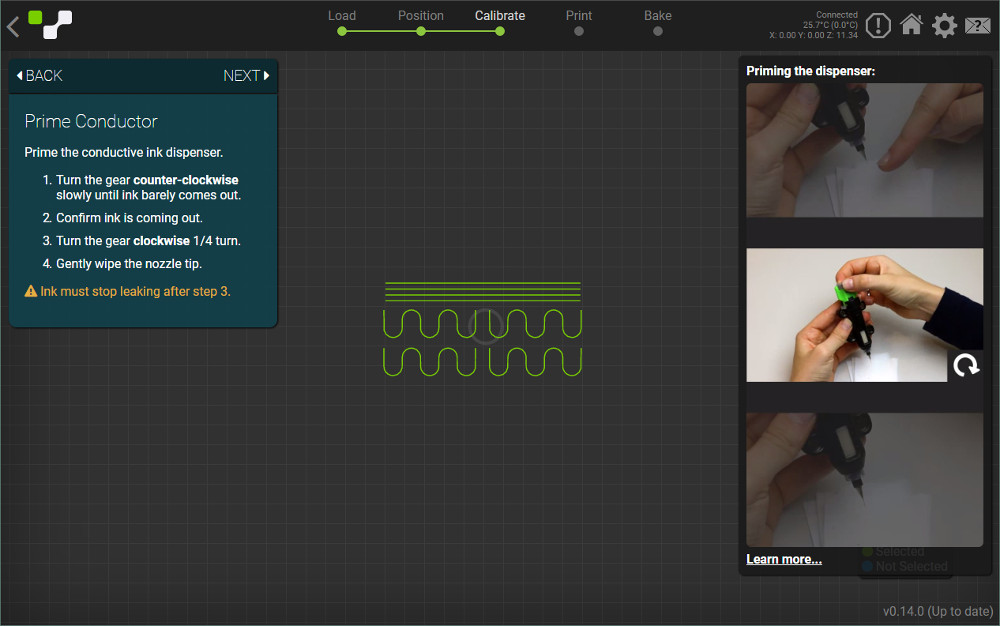 Load Position Calibrate Print Bake
Connected
25.7°C (0.0°C)
X: 0.00 Y: 0.00 Z: 11.34
BACK NEXT
Prime Conductor
Prime the conductive ink dispenser.
1. Turn the gear counter-clockwise
slowly until ink barely comes out.
2. Confirm ink is coming out.
3. Turn the gear clockwise 1/4 turn.
4. Gently wipe the nozzle tip.
Ink must stop leaking after step 3.
Priming the dispenser:
Learn more...
Selected
Not Selected
v0.14.0 (Up to date)